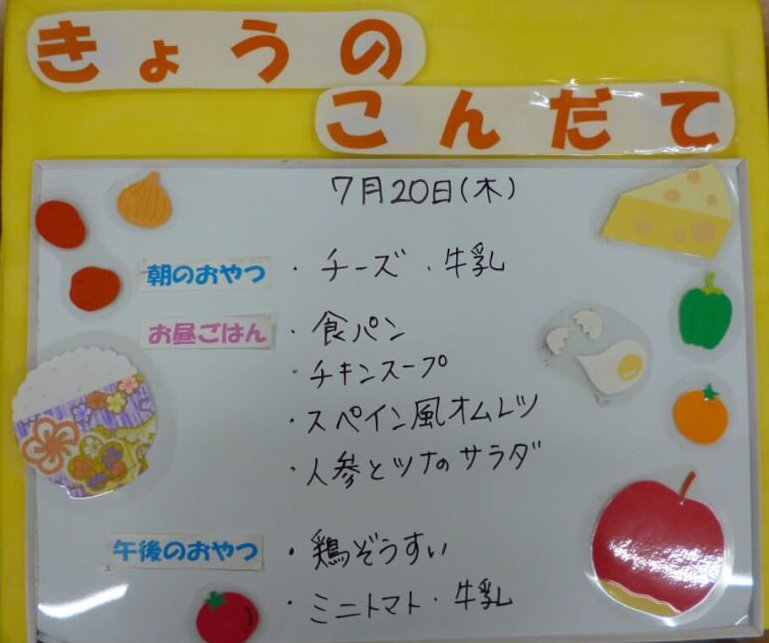 きょうの
こんだて
7月20日(木)
朝のおやつ ・チーズ・牛乳
お昼ごはん ・食パン
・チキンスープ
・スペイン風オムレツ
・人参とツナのサラダ
午後のおやつ ・鶏ぞうすい
・ミニトマト・牛乳